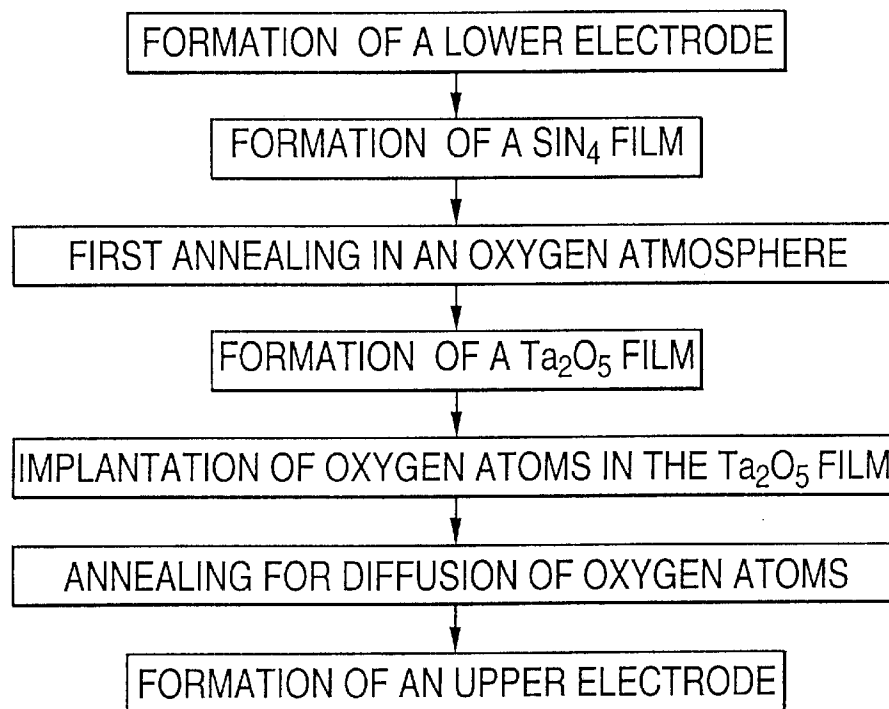 FORMATION OF A LOWER ELECTRODE
FORMATION OF A SIN₄ FILM
FIRST ANNEALING IN AN OXYGEN ATMOSPHERE
FORMATION OF A Ta₂O₅ FILM
IMPLANTATION OF OXYGEN ATOMS IN THE Ta₂O₅ FILM
ANNEALING FOR DIFFUSION OF OXYGEN ATOMS
FORMATION OF AN UPPER ELECTRODE